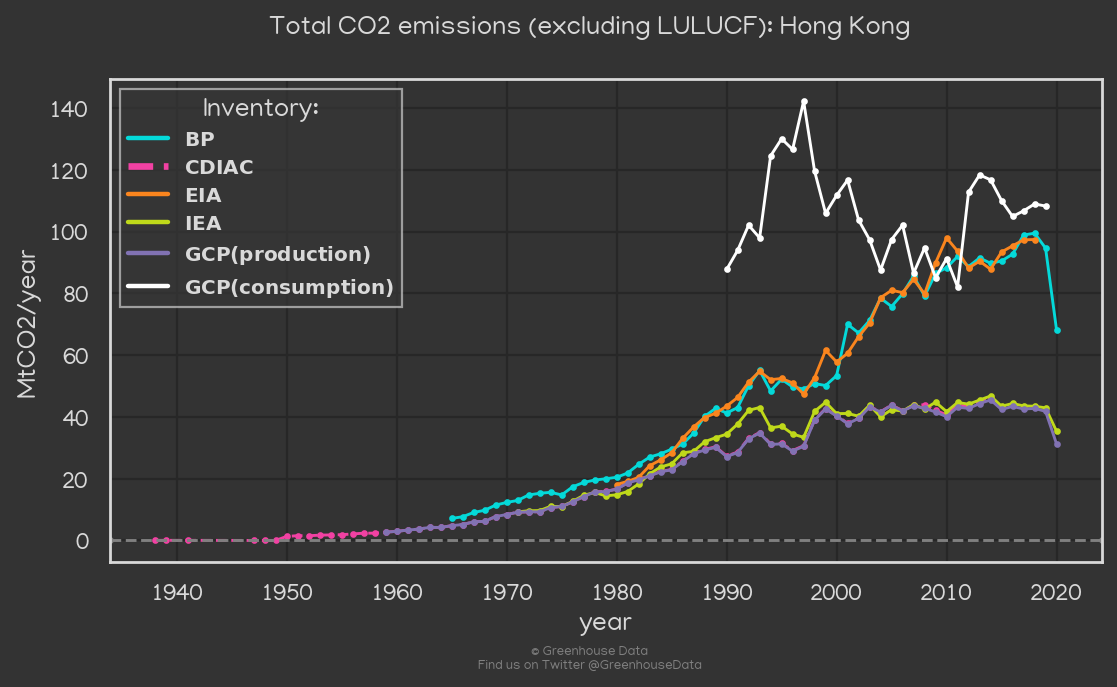 Total CO2 emissions (excluding LULUCF): Hong Kong
Inventory:
BP
CDIAC
EIA
IEA
GCP(production)
GCP(consumption)
MtCO2/year
140
120
100
80
60
40
20
0
1940 1950 1960 1970 1980 1990 2000 2010 2020
year
© Greenhouse Data
Find us on Twitter @GreenhouseData